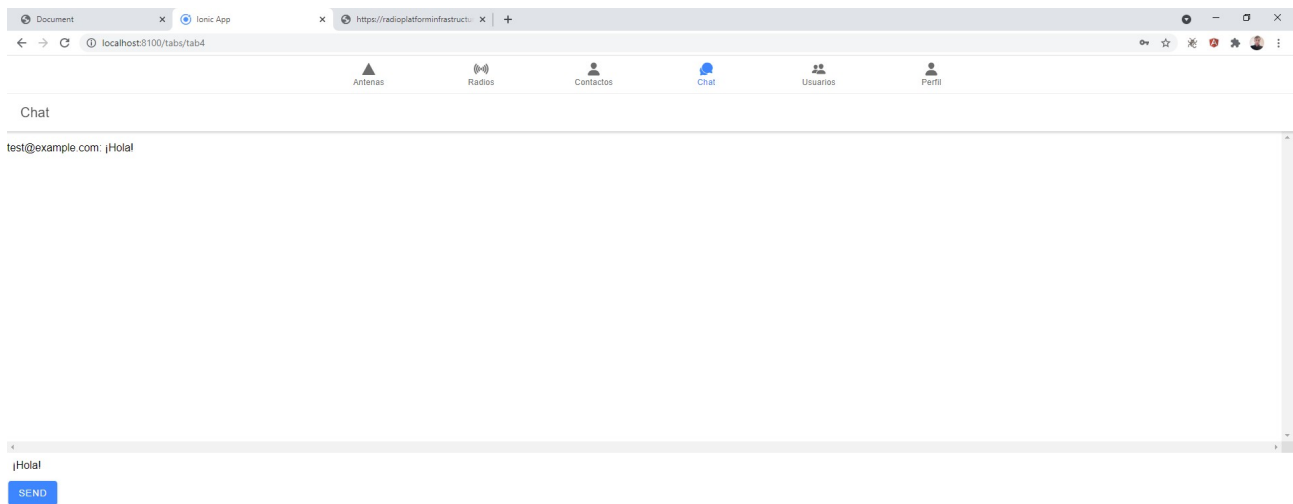 Document
Ionic App
https://radioplatforminfrastructu
localhost:8100/tabs/tab4
Antenas
Radios
Contactos
Chat
Usuarios
Perfil
Chat
test@example.com: ¡Hola!
¡Hola!
SEND